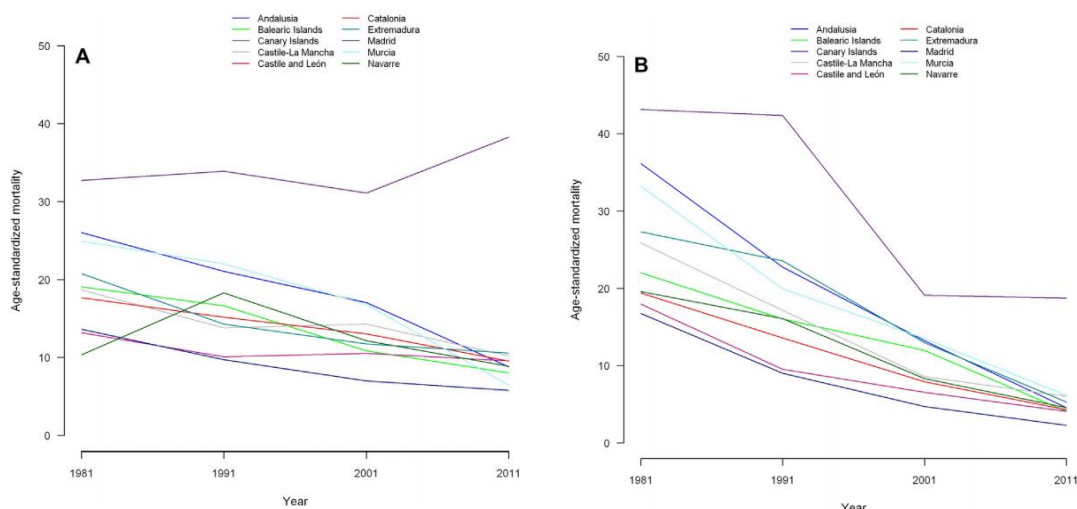 A
Andalusia
Balearic Islands
Canary Islands
Castile-La Mancha
Castile and León
Catalonia
Extremadura
Madrid
Murcia
Navarre
50
40
30
20
10
0
Age-standardized mortality
1981 1991 2001 2011
Year
B
Andalusia
Balearic Islands
Canary Islands
Castile-La Mancha
Castile and León
Catalonia
Extremadura
Madrid
Murcia
Navarre
50
40
30
20
10
0
Age-standardized mortality
1981 1991 2001 2011
Year